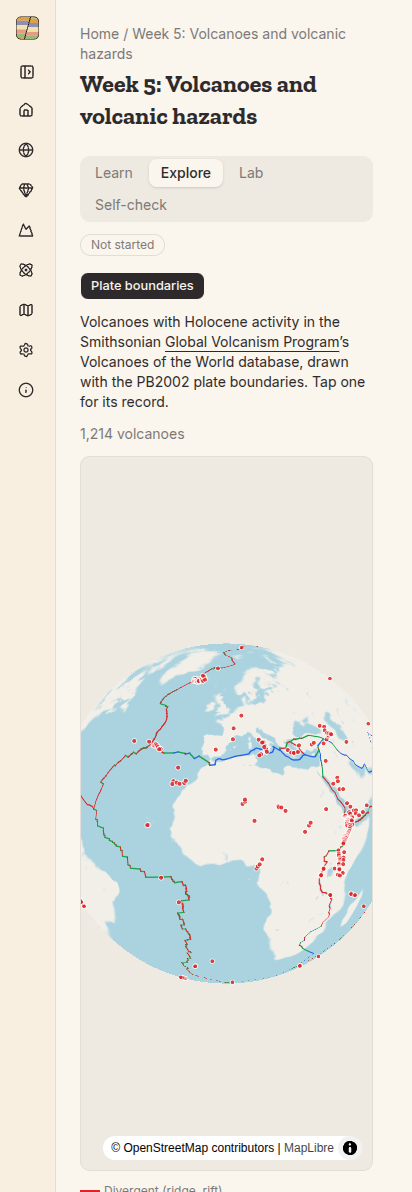 Home / Week 5: Volcanoes and volcanic
hazards
Week 5: Volcanoes and
volcanic hazards
Learn Explore Lab
Self-check
Not started
Plate boundaries
Volcanoes with Holocene activity in the
Smithsonian Global Volcanism Program’s
Volcanoes of the World database, drawn
with the PB2002 plate boundaries. Tap one
for its record.
1,214 volcanoes
© OpenStreetMap contributors | MapLibre
Divergent (ridge, rift)